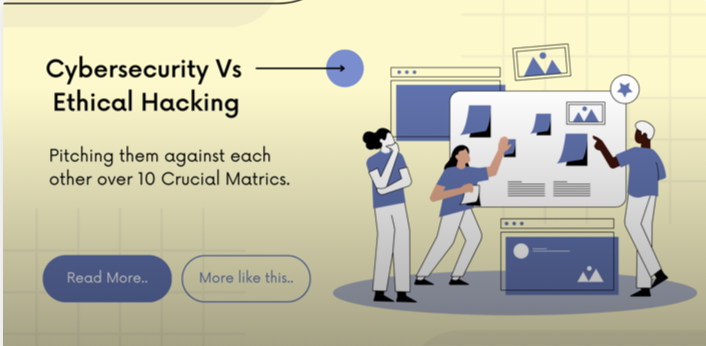 Cybersecurity Vs
Ethical Hacking
Pitching them against each
other over 10 Crucial Matrics.
Read More..
More like this..